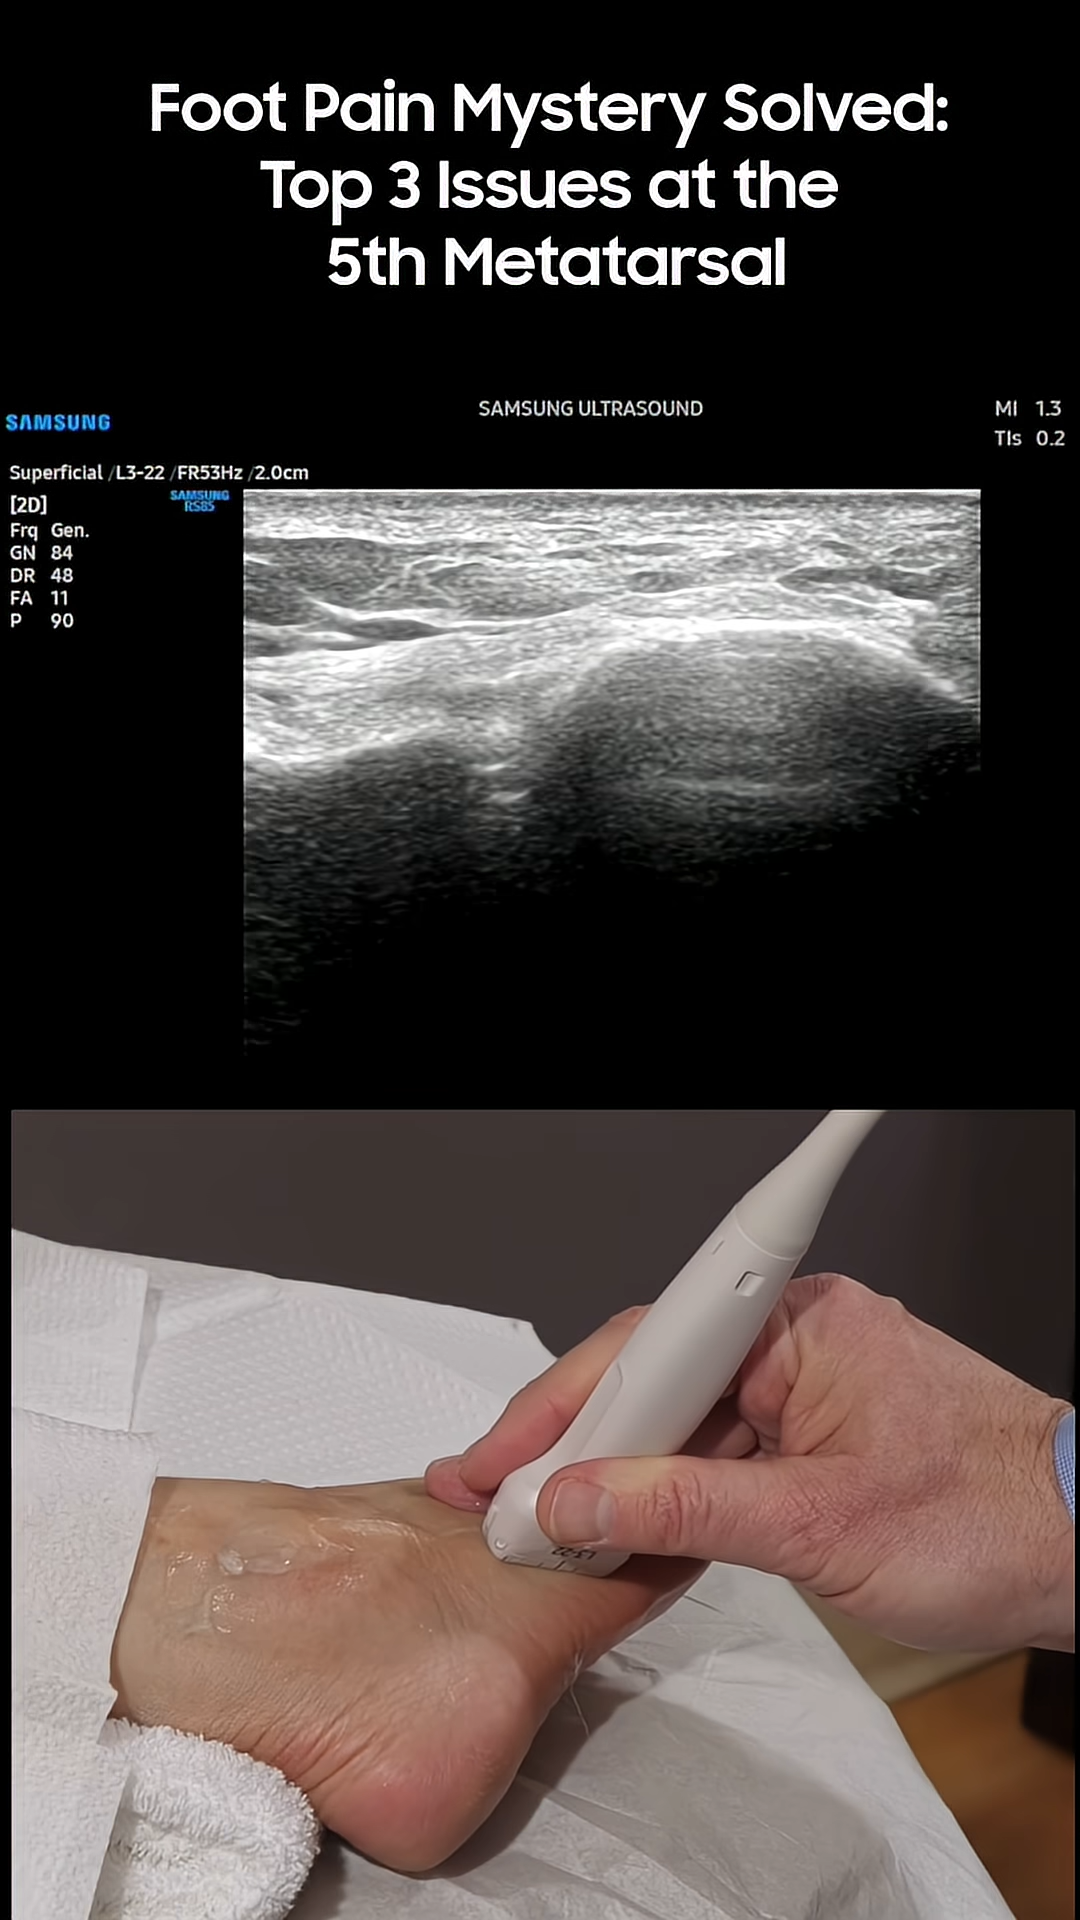 Foot Pain Mystery Solved:
Top 3 Issues at the
5th Metatarsal
SAMSUNG
SAMSUNG ULTRASOUND
MI 1.3
TIs 0.2
Superficial /L3-22 /FR53Hz /2.0cm
[2D]
SAMSUNG
RS85
Frq Gen.
GN 84
DR 48
FA 11
P 90
L3-22